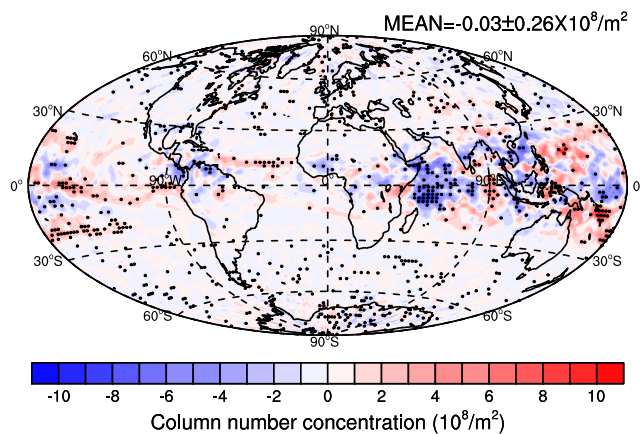 MEAN=-0.03±0.26X10⁸/m²
90°N
60°N 60°N
30°N 30°N
0° 90°W 90°E 0
30°S 30°S
60°S 60°S
90°S
-10 -8 -6 -4 -2 0 2 4 6 8 10
Column number concentration (10⁸/m²)